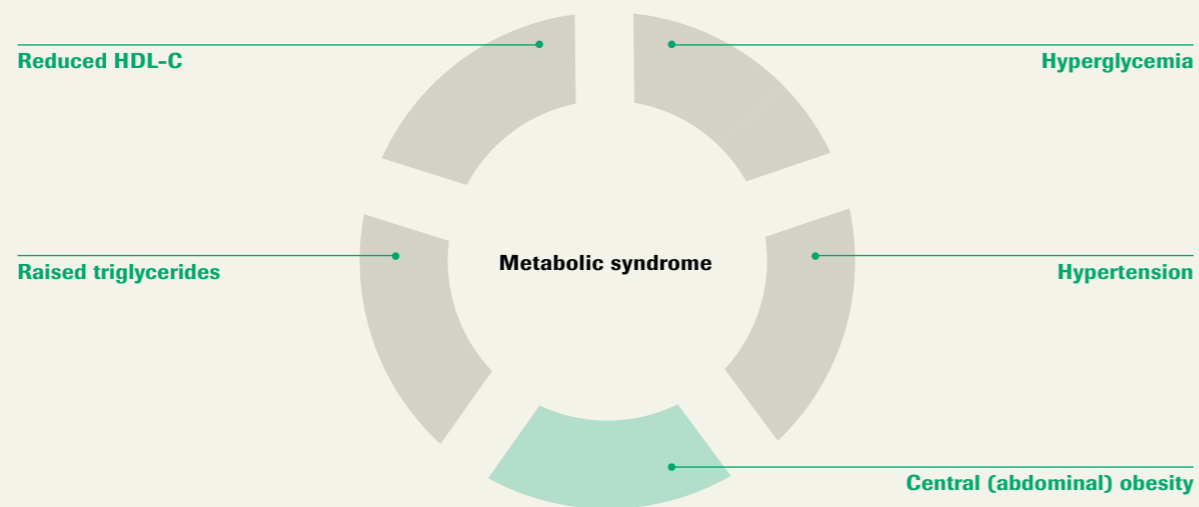 Reduced HDL-C
Hyperglycemia
Raised triglycerides
Metabolic syndrome
Hypertension
Central (abdominal) obesity